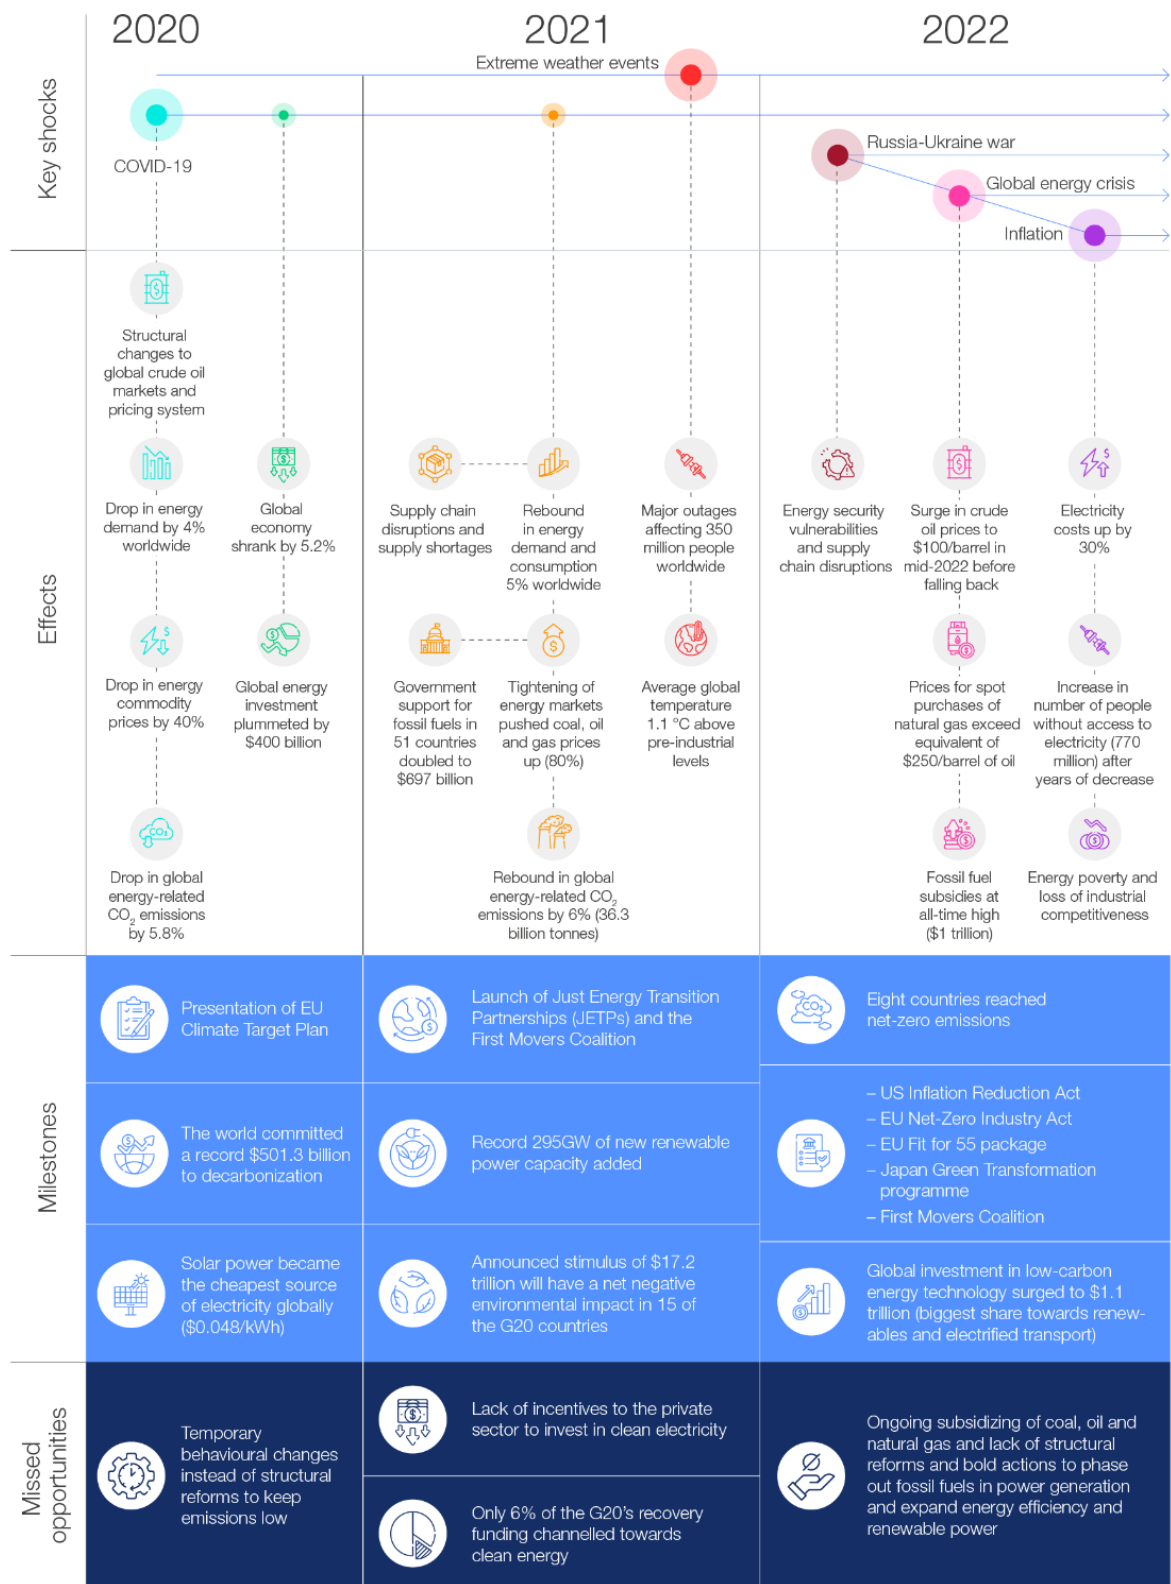 2020
2021
2022
Key shocks
Extreme weather events
COVID-19
Russia-Ukraine war
Global energy crisis
Inflation
Effects
Structural
changes to
global crude oil
markets and
pricing system
Drop in energy
demand by 4%
worldwide
Drop in energy
commodity
prices by 40%
Drop in global
energy-related
CO₂ emissions
by 5.8%
Global
economy
shrank by 5.2%
Global energy
investment
plummeted by
$400 billion
Supply chain
disruptions and
supply shortages
Government
support for
fossil fuels in
51 countries
doubled to
$697 billion
Rebound
in energy
demand and
consumption
5% worldwide
Tightening of
energy markets
pushed coal, oil
and gas prices
up (80%)
Rebound in global
energy-related CO₂
emissions by 6% (36.3
billion tonnes)
Major outages
affecting 350
million people
worldwide
Average global
temperature
1.1 °C above
pre-industrial
levels
Energy security
vulnerabilities
and supply
chain disruptions
Surge in crude
oil prices to
$100/barrel in
mid-2022 before
falling back
Prices for spot
purchases of
natural gas exceed
equivalent of
$250/barrel of oil
Fossil fuel
subsidies at
all-time high
($1 trillion)
Electricity
costs up by
30%
Increase in
number of people
without access to
electricity (770
million) after
years of decrease
Energy poverty and
loss of industrial
competitiveness
Milestones
Presentation of EU
Climate Target Plan
The world committed
a record $501.3 billion
to decarbonization
Solar power became
the cheapest source
of electricity globally
($0.048/kWh)
Launch of Just Energy Transition
Partnerships (JETPs) and the
First Movers Coalition
Record 295GW of new renewable
power capacity added
Announced stimulus of $17.2
trillion will have a net negative
environmental impact in 15 of
the G20 countries
Eight countries reached
net-zero emissions
– US Inflation Reduction Act
– EU Net-Zero Industry Act
– EU Fit for 55 package
– Japan Green Transformation
programme
– First Movers Coalition
Global investment in low-carbon
energy technology surged to $1.1
trillion (biggest share towards renew-
ables and electrified transport)
Missed
opportunities
Temporary
behavioural changes
instead of structural
reforms to keep
emissions low
Lack of incentives to the private
sector to invest in clean electricity
Only 6% of the G20's recovery
funding channelled towards
clean energy
Ongoing subsidizing of coal, oil and
natural gas and lack of structural
reforms and bold actions to phase
out fossil fuels in power generation
and expand energy efficiency and
renewable power